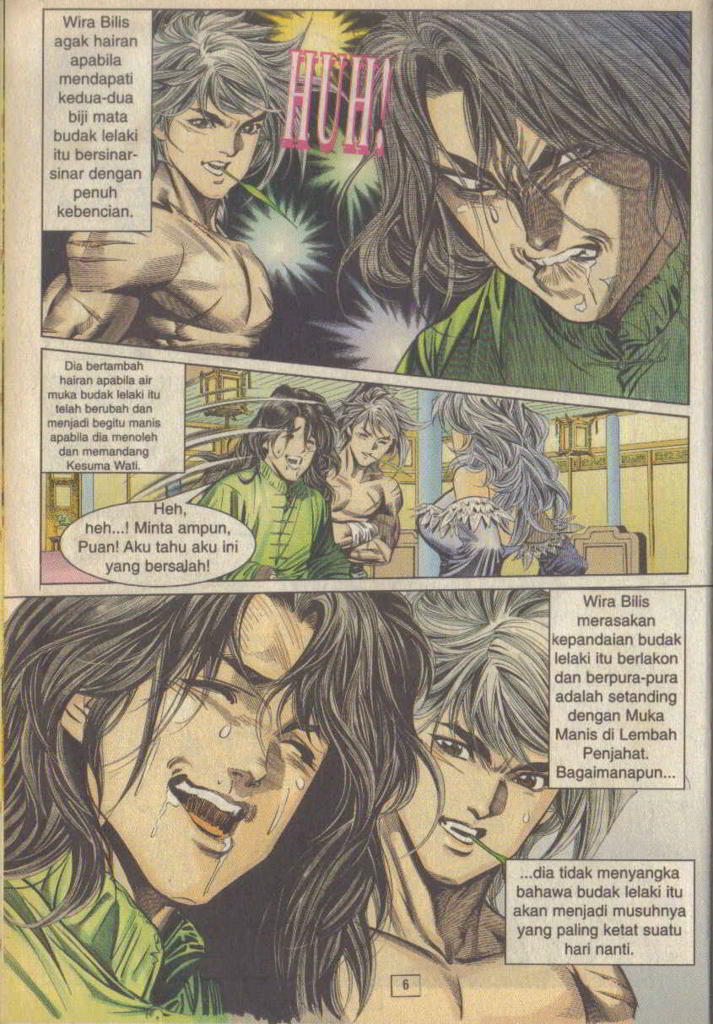 Wira Bilis
agak hairan
apabila
mendapati
kedua-dua
biji mata
budak lelaki
itu bersinar-
sinar dengan
penuh
kebencian.
HUH!
Dia bertambah
hairan apabila air
muka budak lelaki itu
telah berubah dan
menjadi begitu manis
apabila dia menoleh
dan memandang
Kesuma Wati.
Heh,
heh...! Minta ampun,
Puan! Aku tahu aku ini
yang bersalah!
Wira Bilis
merasakan
kepandaian budak
lelaki itu berlakon
dan berpura-pura
adalah setanding
dengan Muka
Manis di Lembah
Penjahat.
Bagaimanapun...
...dia tidak menyangka
bahawa budak lelaki itu
akan menjadi musuhnya
yang paling ketat suatu
hari nanti.
6